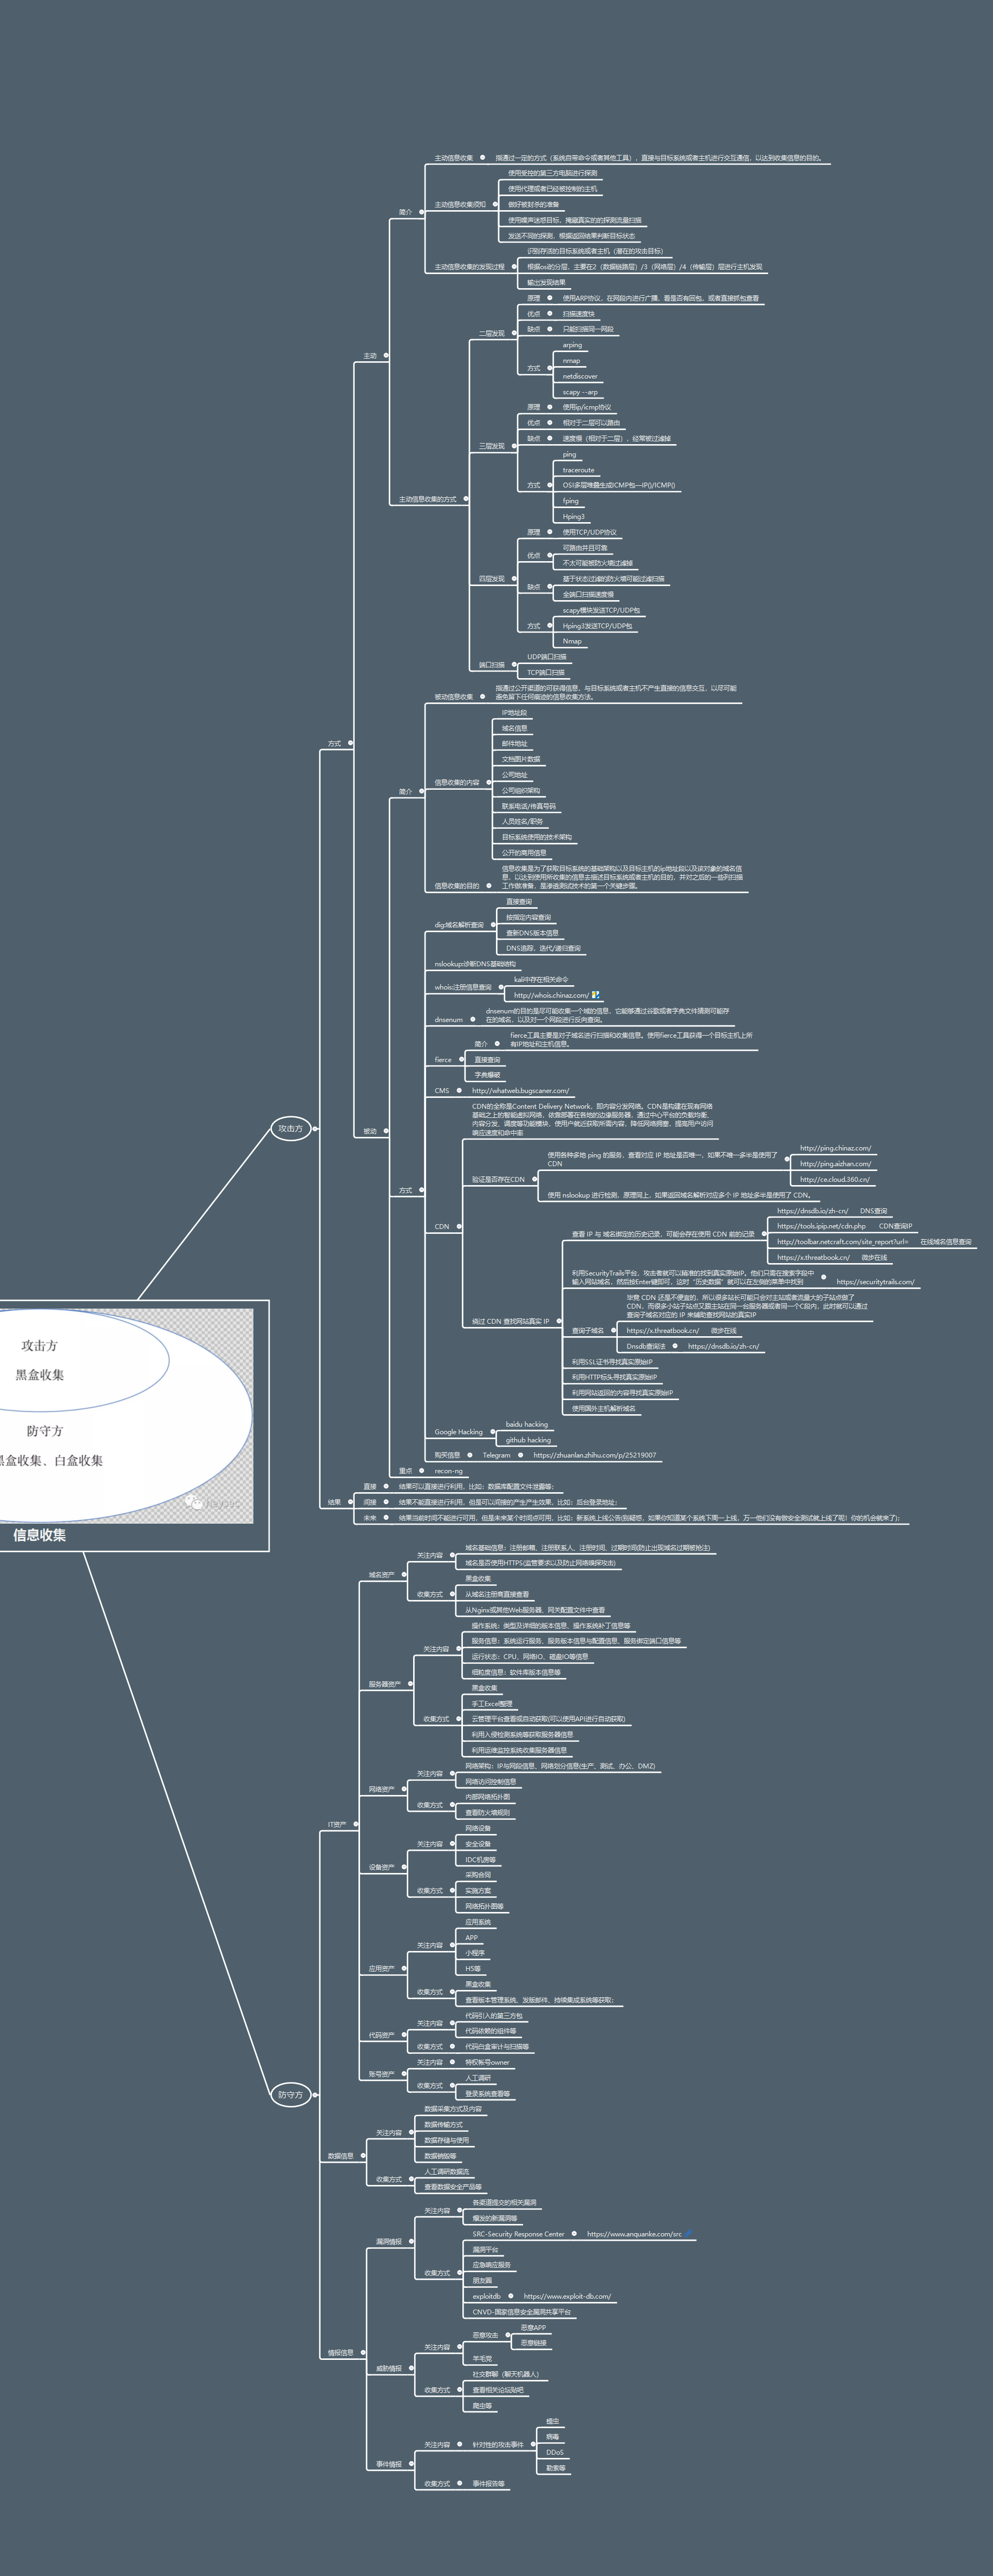 主动信息收集 指通过一定的方式（系统自带命令或者其他工具），直接与目标系统或者主机进行交互通信，以达到收集信息的目的。
使用受控的第三方电脑进行探测
使用代理或者已经被控制的主机
主动信息收集须知 做好被封杀的准备
简介
使用噪声迷惑目标，掩藏真实的的探测流量扫描
发送不同的探测，根据返回结果判断目标状态
识别存活的目标系统或者主机（潜在的攻击目标）
主动信息收集的发现过程 根据osi的分层，主要在2（数据链路层）/3（网络层）/4（传输层）层进行主机发现
输出发现结果
原理 使用ARP协议，在网段内进行广播，看是否有回包，或者直接抓包查看
优点 扫描速度快
二层发现 缺点 只能扫描同一网段
arping
主动
nmap
方式
netdiscover
scapy --arp
原理 使用ip/icmp协议
优点 相对于二层可以路由
三层发现 缺点 速度慢（相对于二层），经常被过滤掉
ping
traceroute
方式 OSI多层堆叠生成ICMP包—IP()/ICMP()
主动信息收集的方式
fping
Hping3
原理 使用TCP/UDP协议
优点 可路由并且可靠
不太可能被防火墙过滤掉
四层发现
缺点 基于状态过滤的防火墙可能过滤扫描
全端口扫描速度慢
scapy模块发送TCP/UDP包
方式 Hping3发送TCP/UDP包
Nmap
端口扫描 UDP端口扫描
TCP端口扫描
被动信息收集 指通过公开渠道的可获得信息，与目标系统或者主机不产生直接的信息交互，以尽可能
避免留下任何痕迹的信息收集方法。
IP地址段
域名信息
方式
邮件地址
文档图片数据
公司地址
信息收集的内容
简介
公司组织架构
联系电话/传真号码
人员姓名/职务
目标系统使用的技术架构
公开的商用信息
信息收集是为了获取目标系统的基础架构以及目标主机的ip地址段以及该对象的域名信
息，以达到使用所收集的信息去描述目标系统或者主机的目的，并对之后的一些列扫描
信息收集的目的 工作做准备，是渗透测试技术的第一个关键步骤。
直接查询
按指定内容查询
dig:域名解析查询
查新DNS版本信息
DNS追踪，迭代/递归查询
nslookup:诊断DNS基础结构
whois:注册信息查询 kali中存在相关命令
http://whois.chinaz.com/
dnsenum dnsenum的目的是尽可能收集一个域的信息，它能够通过谷歌或者字典文件猜测可能存
在的域名，以及对一个网段进行反向查询。
简介 fierce工具主要是对子域名进行扫描和收集信息。使用fierce工具获得一个目标主机上所
有IP地址和主机信息。
fierce 直接查询
字典爆破
CMS http://whatweb.bugscaner.com/
CDN的全称是Content Delivery Network，即内容分发网络。CDN是构建在现有网络
基础之上的智能虚拟网络，依靠部署在各地的边缘服务器，通过中心平台的负载均衡、
内容分发、调度等功能模块，使用户就近获取所需内容，降低网络拥塞，提高用户访问
响应速度和命中率
攻击方
被动
使用各种多地 ping 的服务，查看对应 IP 地址是否唯一，如果不唯一多半是使用了
CDN
http://ping.chinaz.com/
http://ping.aizhan.com/
http://ce.cloud.360.cn/
验证是否存在CDN
使用 nslookup 进行检测，原理同上，如果返回域名解析对应多个 IP 地址多半是使用了 CDN。
方式
CDN
查看 IP 与 域名绑定的历史记录，可能会存在使用 CDN 前的记录
https://dnsdb.io/zh-cn/ DNS查询
https://tools.ipip.net/cdn.php CDN查询IP
http://toolbar.netcraft.com/site_report?url= 在线域名信息查询
https://x.threatbook.cn/ 微步在线
利用SecurityTrails平台，攻击者就可以精准的找到真实原始IP。他们只需在搜索字段中
输入网站域名，然后按Enter键即可，这时“历史数据”就可以在左侧的菜单中找到 https://securitytrails.com/
毕竟 CDN 还是不便宜的，所以很多站长可能只会对主站或者流量大的子站点做了
CDN，而很多小站子站点又跟主站在同一台服务器或者同一个C段内，此时就可以通过
查询子域名对应的 IP 来辅助查找网站的真实IP
绕过 CDN 查找网站真实 IP
查询子域名 https://x.threatbook.cn/ 微步在线
Dnsdb查询法 https://dnsdb.io/zh-cn/
利用SSL证书寻找真实原始IP
利用HTTP标头寻找真实原始IP
利用网站返回的内容寻找真实原始IP
使用国外主机解析域名
Google Hacking baidu hacking
github hacking
购买信息 Telegram https://zhuanlan.zhihu.com/p/25219007
重点 recon-ng
直接 结果可以直接进行利用，比如：数据库配置文件泄露等；
结果 间接 结果不能直接进行利用，但是可以间接的产生产生效果，比如：后台登录地址；
未来 结果当前时间不能进行可用，但是未来某个时间点可用，比如：新系统上线公告(别疑惑，如果你知道某个系统下周一上线，万一他们没有做安全测试就上线了呢！你的机会就来了)；
攻击方
黑盒收集
防守方
黑盒收集、白盒收集
信息收集
关注内容 域名基础信息：注册邮箱、注册联系人、注册时间、过期时间(防止出现域名过期被抢注)
域名是否使用HTTPS(监管要求以及防止网络嗅探攻击)
域名资产
黑盒收集
收集方式 从域名注册商直接查看
从Nginx或其他Web服务器、网关配置文件中查看
操作系统：类型及详细的版本信息、操作系统补丁信息等
服务信息：系统运行服务、服务版本信息与配置信息、服务绑定端口信息等
关注内容
运行状态：CPU、网络IO、磁盘IO等信息
细粒度信息：软件库版本信息等
服务器资产
黑盒收集
手工Excel整理
收集方式 云管理平台查看或自动获取(可以使用API进行自动获取)
利用入侵检测系统等获取服务器信息
利用运维监控系统收集服务器信息
关注内容 网络架构：IP与网段信息、网络划分信息(生产、测试、办公、DMZ)
网络访问控制信息
网络资产
收集方式 内部网络拓扑图
查看防火墙规则
IT资产
网络设备
关注内容 安全设备
IDC机房等
设备资产
采购合同
收集方式 实施方案
网络拓扑图等
应用系统
关注内容 APP
小程序
H5等
应用资产
收集方式 黑盒收集
查看版本管理系统、发版邮件、持续集成系统等获取；
关注内容 代码引入的第三方包
代码依赖的组件等
代码资产
收集方式 代码白盒审计与扫描等
关注内容 特权帐号owner
账号资产
收集方式 人工调研
登录系统查看等
防守方
数据采集方式及内容
关注内容 数据传输方式
数据存储与使用
数据销毁等
数据信息
收集方式 人工调研数据流
查看数据安全产品等
关注内容 各渠道提交的相关漏洞
爆发的新漏洞等
漏洞情报
SRC-Security Response Center https://www.anquanke.com/src
漏洞平台
应急响应服务
收集方式
朋友圈
exploitdb https://www.exploit-db.com/
CNVD-国家信息安全漏洞共享平台
情报信息
关注内容 恶意攻击 恶意APP
恶意链接
羊毛党
威胁情报
社交群聊（聊天机器人）
收集方式 查看相关论坛贴吧
爬虫等
关注内容 针对性的攻击事件
蠕虫
病毒
DDoS
勒索等
事件情报
收集方式 事件报告等